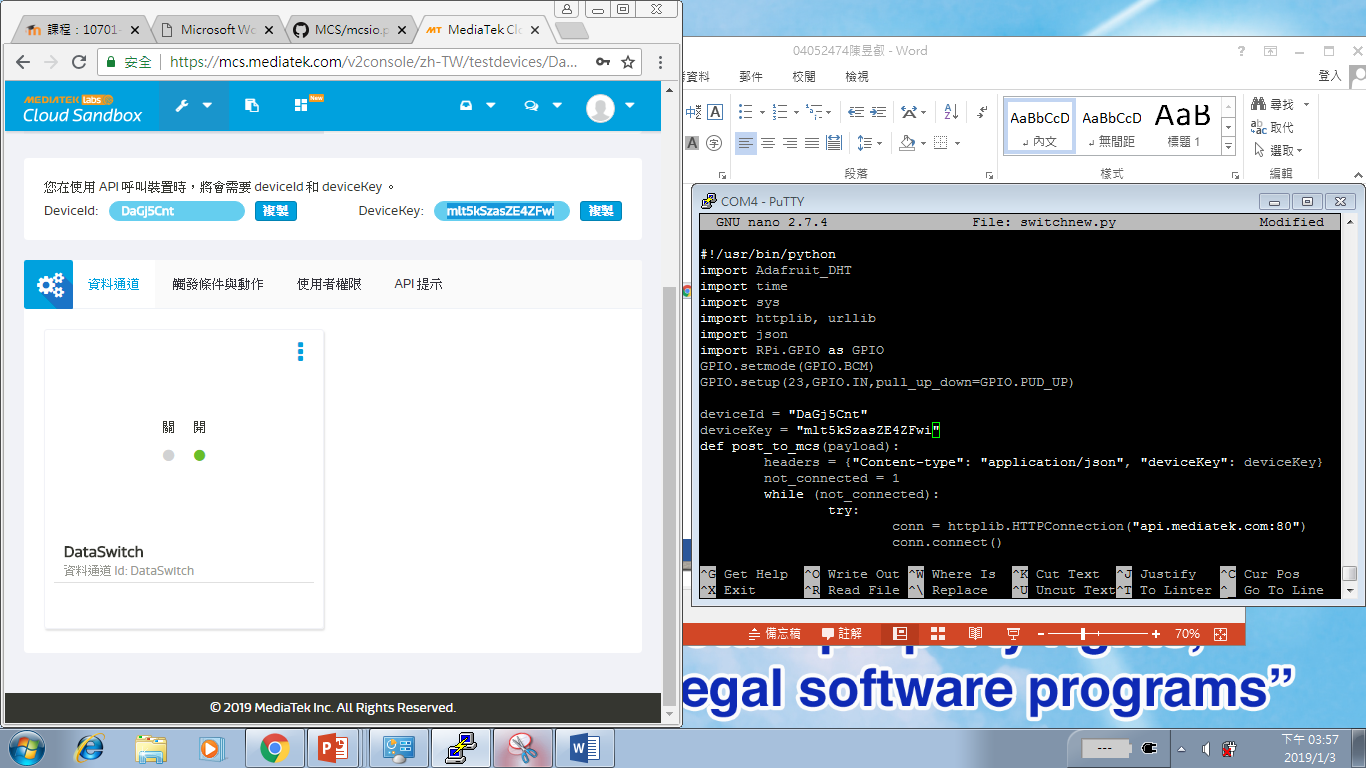 課程：10701-
Microsoft Wo
MCS/mcsio.p
MediaTek Clo
安全
https://mcs.mediatek.com/v2console/zh-TW/testdevices/Da...
MEDIATEK labs
Cloud Sandbox
New
您在使用 API 呼叫裝置時，將會需要 deviceId 和 deviceKey 。
DeviceId: DaGj5Cnt 複製 DeviceKey: mlt5kSzasZE4ZFwi 複製
資料通道 觸發條件與動作 使用者權限 API 提示
關 開
DataSwitch
資料通道 Id: DataSwitch
© 2019 MediaTek Inc. All Rights Reserved.
04052474陳昱叡 - Word
資料 郵件 校閱 檢視 登入
AaBbCcD AaBbCcD AaB
內文 無間距 標題 1
尋找
取代
選取
段落 樣式 編輯
COM4 - PuTTY
GNU nano 2.7.4 File: switchnew.py Modified
#!/usr/bin/python
import Adafruit_DHT
import time
import sys
import httplib, urllib
import json
import RPi.GPIO as GPIO
GPIO.setmode(GPIO.BCM)
GPIO.setup(23,GPIO.IN,pull_up_down=GPIO.PUD_UP)
deviceId = "DaGj5Cnt"
deviceKey = "mlt5kSzasZE4ZFwi"
def post_to_mcs(payload):
headers = {"Content-type": "application/json", "deviceKey": deviceKey}
not_connected = 1
while (not_connected):
try:
conn = httplib.HTTPConnection("api.mediatek.com:80")
conn.connect()
^G Get Help ^O Write Out ^W Where Is ^K Cut Text ^J Justify ^C Cur Pos
^X Exit ^R Read File ^\ Replace ^U Uncut Text ^T To Linter ^_ Go To Line
備忘稿 註解 70%
property rights,
egal software programs”
下午 03:57
2019/1/3